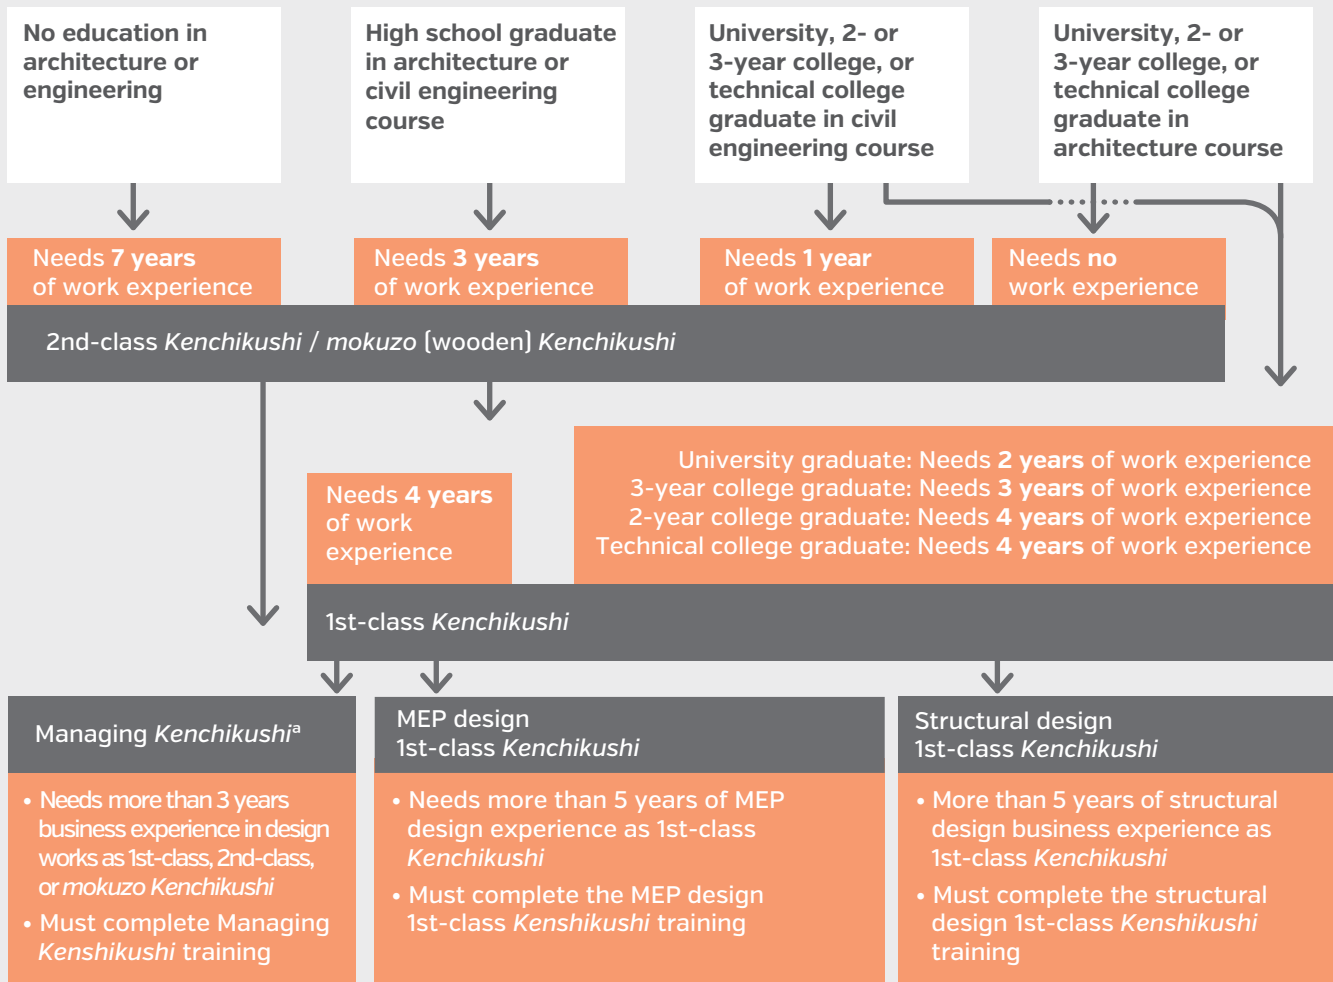 No education in
architecture or
engineering
High school graduate
in architecture or
civil engineering
course
University, 2- or
3-year college, or
technical college
graduate in civil
engineering course
University, 2- or
3-year college, or
technical college
graduate in
architecture course
Needs 7 years
of work experience
Needs 3 years
of work experience
Needs 1 year
of work experience
Needs no
work experience
2nd-class Kenchikushi / mokuzo (wooden) Kenchikushi
Needs 4 years
of work
experience
University graduate: Needs 2 years of work experience
3-year college graduate: Needs 3 years of work experience
2-year college graduate: Needs 4 years of work experience
Technical college graduate: Needs 4 years of work experience
1st-class Kenchikushi
Managing Kenchikushiᵃ
• Needs more than 3 years
business experience in design
works as 1st-class, 2nd-class,
or mokuzo Kenchikushi
• Must complete Managing
Kenshikushi training
MEP design
1st-class Kenchikushi
• Needs more than 5 years of MEP
design experience as 1st-class
Kenchikushi
• Must complete the MEP design
1st-class Kenshikushi training
Structural design
1st-class Kenchikushi
• More than 5 years of structural
design business experience as
1st-class Kenchikushi
• Must complete the structural
design 1st-class Kenshikushi
training